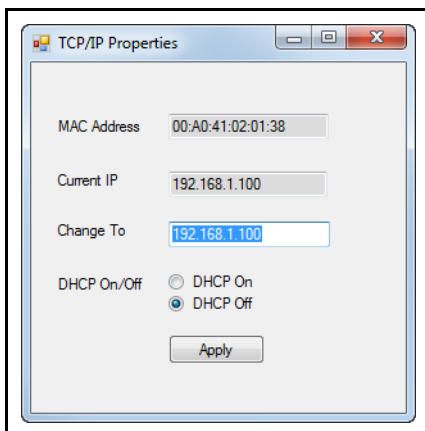 TCP/IP Properties
MAC Address 00:A0:41:02:01:38
Current IP 192.168.1.100
Change To 192.168.1.100
DHCP On/Off DHCP On
DHCP Off
Apply